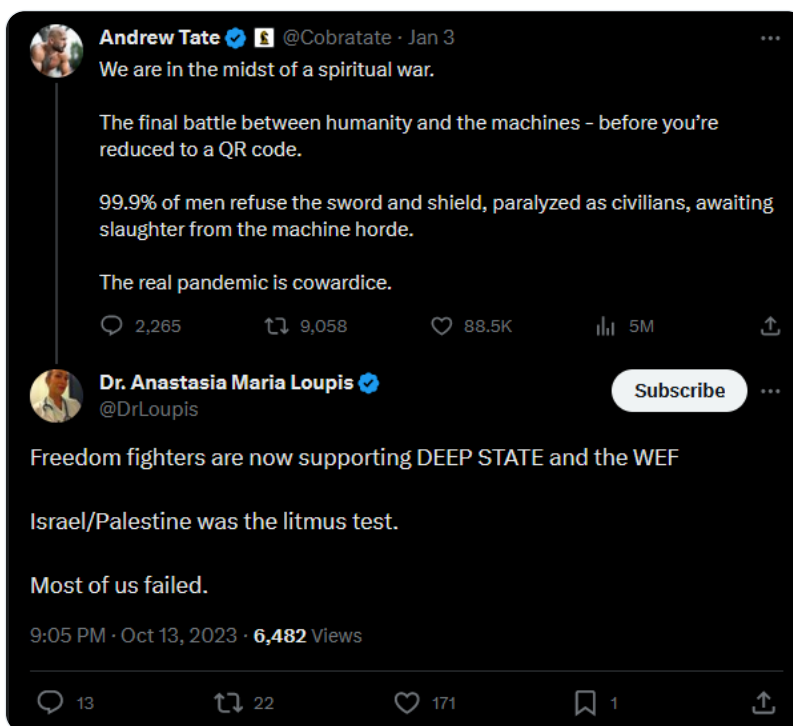 Andrew Tate @Cobratate · Jan 3
We are in the midst of a spiritual war.
The final battle between humanity and the machines – before you're
reduced to a QR code.
99.9% of men refuse the sword and shield, paralyzed as civilians, awaiting
slaughter from the machine horde.
The real pandemic is cowardice.
2,265 9,058 88.5K 5M
Dr. Anastasia Maria Loupis
Subscribe
@DrLoupis
Freedom fighters are now supporting DEEP STATE and the WEF
Israel/Palestine was the litmus test.
Most of us failed.
9:05 PM · Oct 13, 2023 · 6,482 Views
13 22 171 1